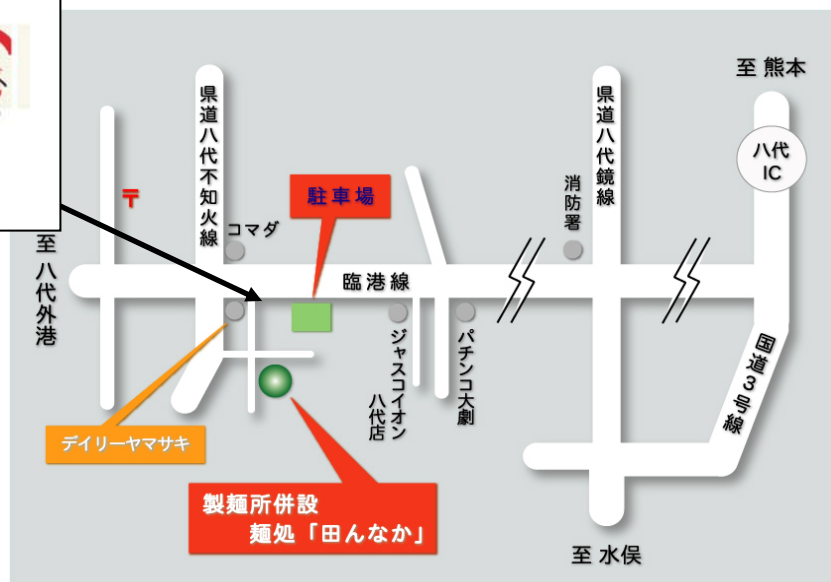 至 熊本
八代
IC
県道八代不知火線
県道八代鏡線
〒
駐車場
消防署
コマダ
至 八代外港
臨港線
ジャスコイオン
八代店
パチンコ大劇
国道3号線
デイリーヤマサキ
製麺所併設
麺処「田んなか」
至 水俣